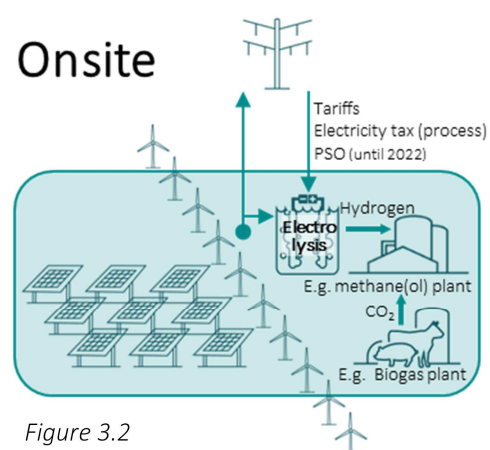 Onsite
Tariffs
Electricity tax (process)
PSO (until 2022)
Hydrogen
Electro
lysis
E.g. methane(ol) plant
CO₂
E.g. Biogas plant
Figure 3.2